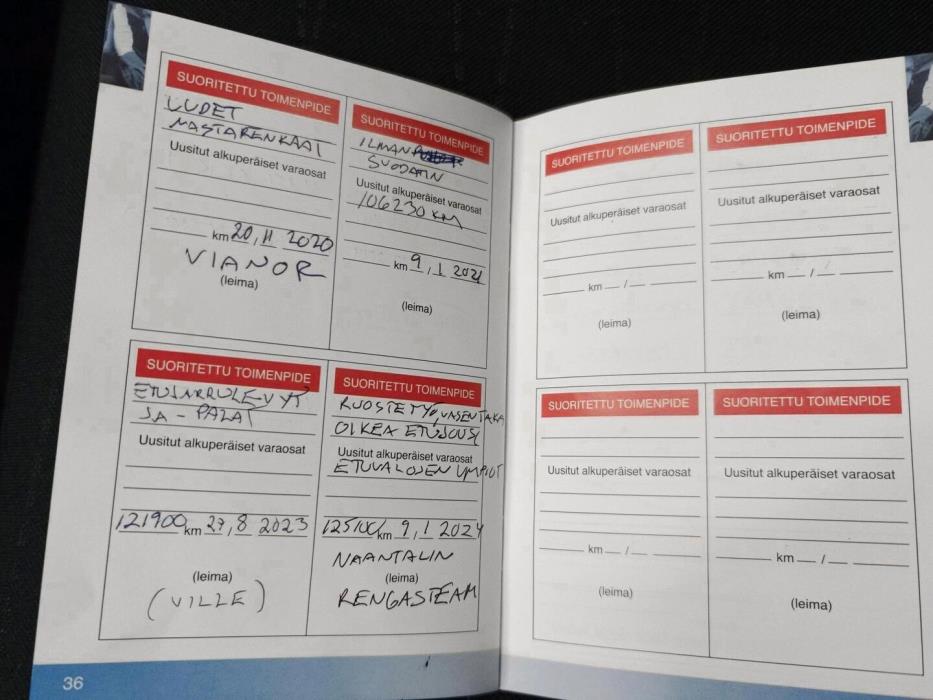 SUORITETTU TOIMENPIDE
UUDET
NASTARENKAAT
Uusitut alkuperäiset varaosat
km 20, 11 2020
VIANOR
(leima)
SUORITETTU TOIMENPIDE
ILMAN
SUODATIN
Uusitut alkuperäiset varaosat
106230 KM
km 9, 1 2021
(leima)
SUORITETTU TOIMENPIDE
ETUJARRULEVYT
JA - PALAT
Uusitut alkuperäiset varaosat
121900 km 27, 8 2023
(leima)
(VILLE)
SUORITETTU TOIMENPIDE
RUOSTETYÖ, VASEN TAKA
OIKEA ETUJOUSI
Uusitut alkuperäiset varaosat
ETUVALOJEN UMPIOT
km 9, 1 2024
NAANTALIN
(leima)
RENGASTEAM
36
SUORITETTU TOIMENPIDE
Uusitut alkuperäiset varaosat
km /
(leima)
SUORITETTU TOIMENPIDE
Uusitut alkuperäiset varaosat
km /
(leima)
SUORITETTU TOIMENPIDE
Uusitut alkuperäiset varaosat
km /
(leima)
SUORITETTU TOIMENPIDE
Uusitut alkuperäiset varaosat
km /
(leima)